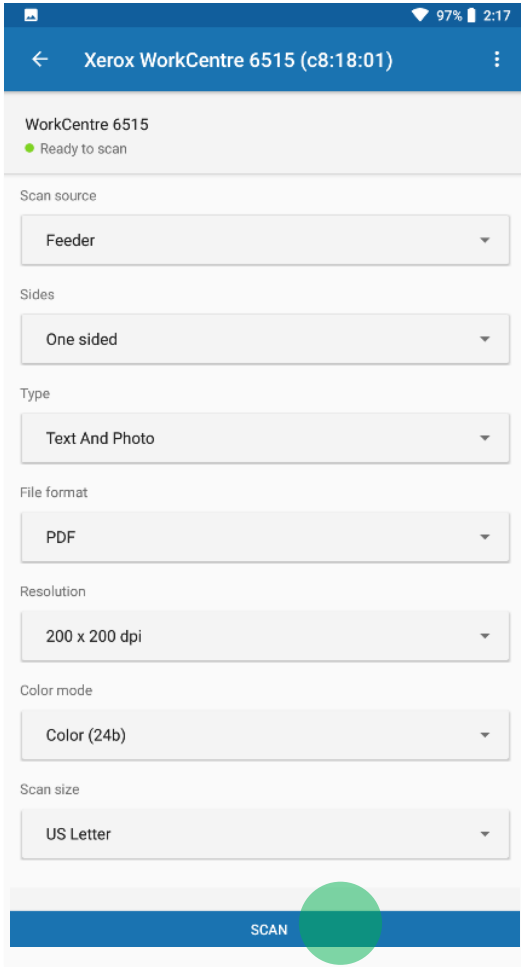 97% 2:17
Xerox WorkCentre 6515 (c8:18:01)
WorkCentre 6515
Ready to scan
Scan source
Feeder
Sides
One sided
Type
Text And Photo
File format
PDF
Resolution
200 x 200 dpi
Color mode
Color (24b)
Scan size
US Letter
SCAN